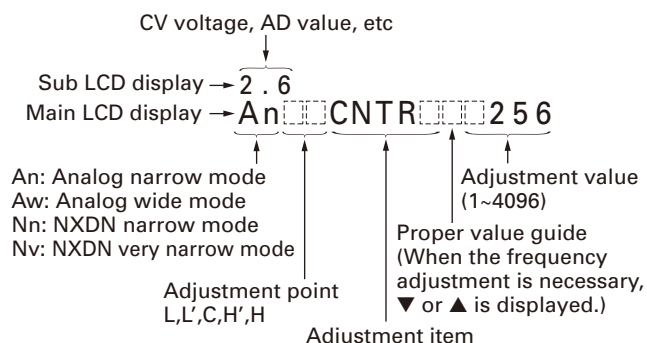 CV voltage, AD value, etc
Sub LCD display → 2.6
Main LCD display → An CNTR 256
An: Analog narrow mode
Aw: Analog wide mode
Nn: NXDN narrow mode
Nv: NXDN very narrow mode
Adjustment point
L,L',C,H',H
Adjustment item
Proper value guide
(When the frequency
adjustment is necessary,
▼ or ▲ is displayed.)
Adjustment value
(1~4096)